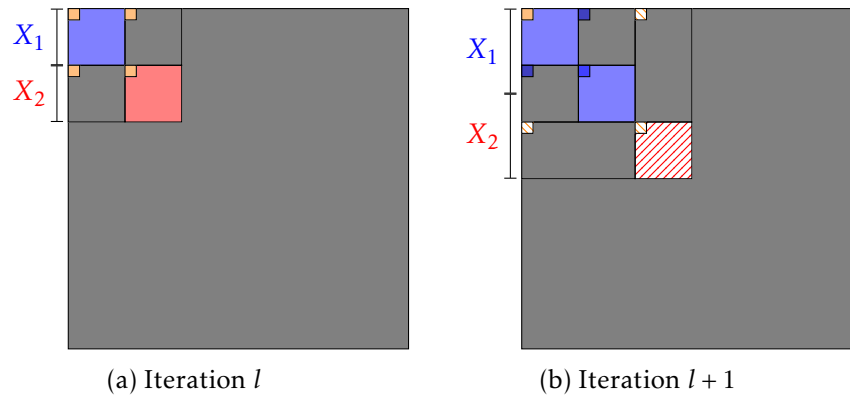 X₁
X₂
(a) Iteration l
X₁
X₂
(b) Iteration l + 1